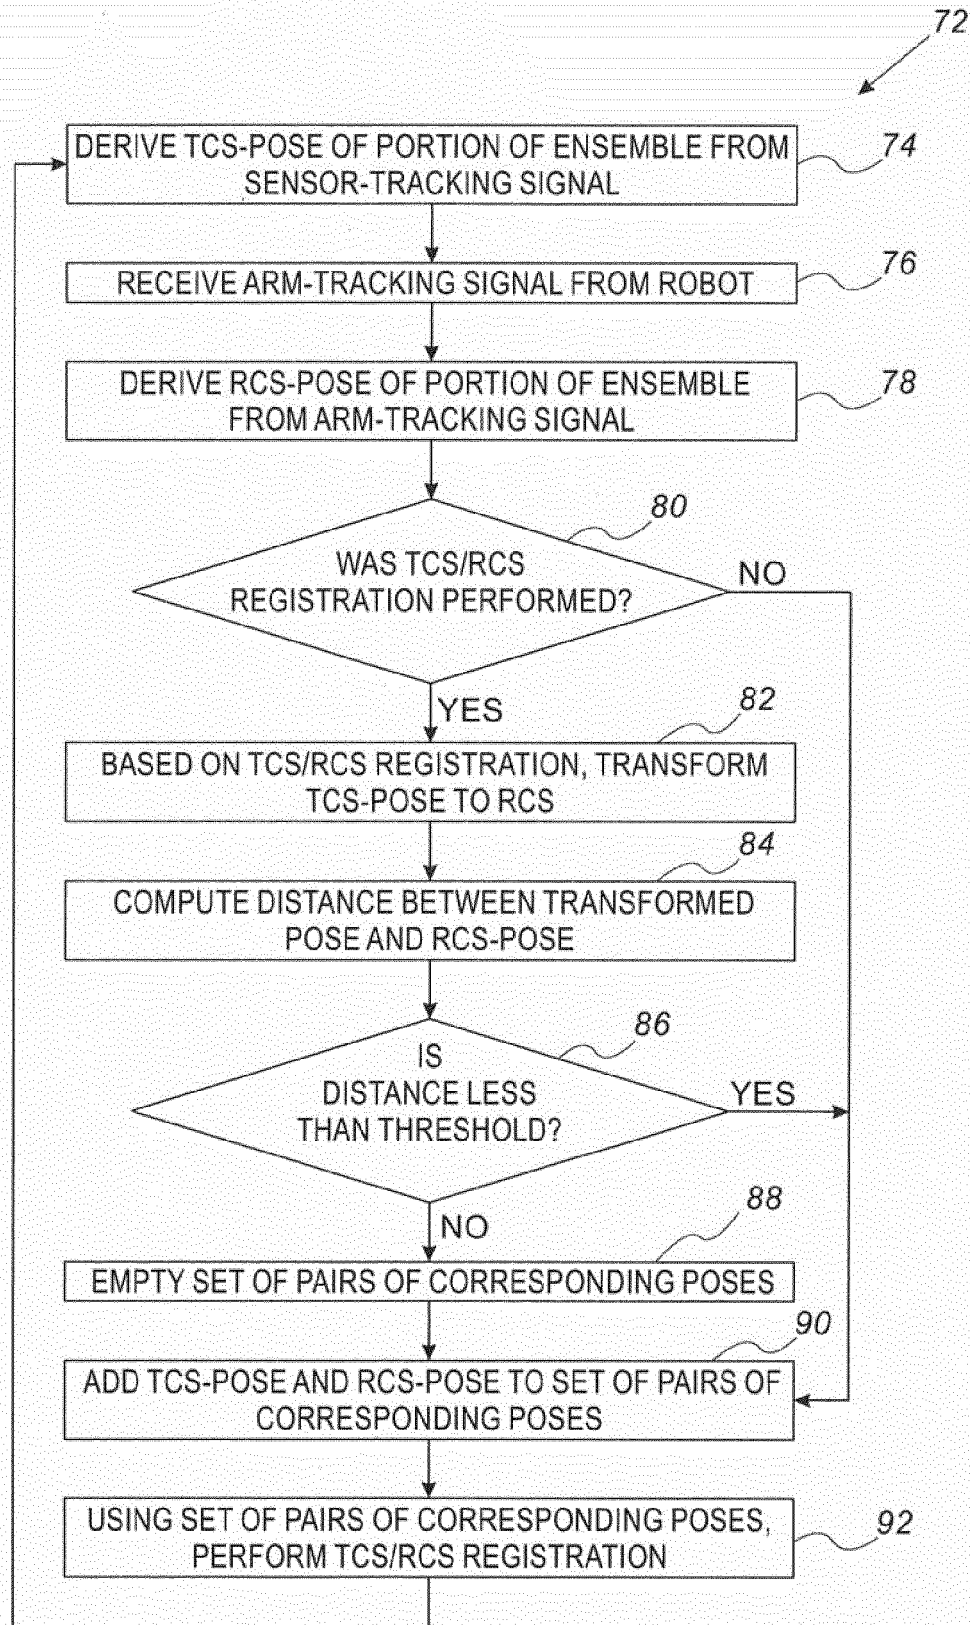 72
DERIVE TCS-POSE OF PORTION OF ENSEMBLE FROM
SENSOR-TRACKING SIGNAL
74
RECEIVE ARM-TRACKING SIGNAL FROM ROBOT
76
DERIVE RCS-POSE OF PORTION OF ENSEMBLE
FROM ARM-TRACKING SIGNAL
78
80
WAS TCS/RCS
REGISTRATION PERFORMED?
NO
YES
82
BASED ON TCS/RCS REGISTRATION, TRANSFORM
TCS-POSE TO RCS
84
COMPUTE DISTANCE BETWEEN TRANSFORMED
POSE AND RCS-POSE
86
IS
DISTANCE LESS
THAN THRESHOLD?
YES
NO
88
EMPTY SET OF PAIRS OF CORRESPONDING POSES
90
ADD TCS-POSE AND RCS-POSE TO SET OF PAIRS OF
CORRESPONDING POSES
USING SET OF PAIRS OF CORRESPONDING POSES,
PERFORM TCS/RCS REGISTRATION
92